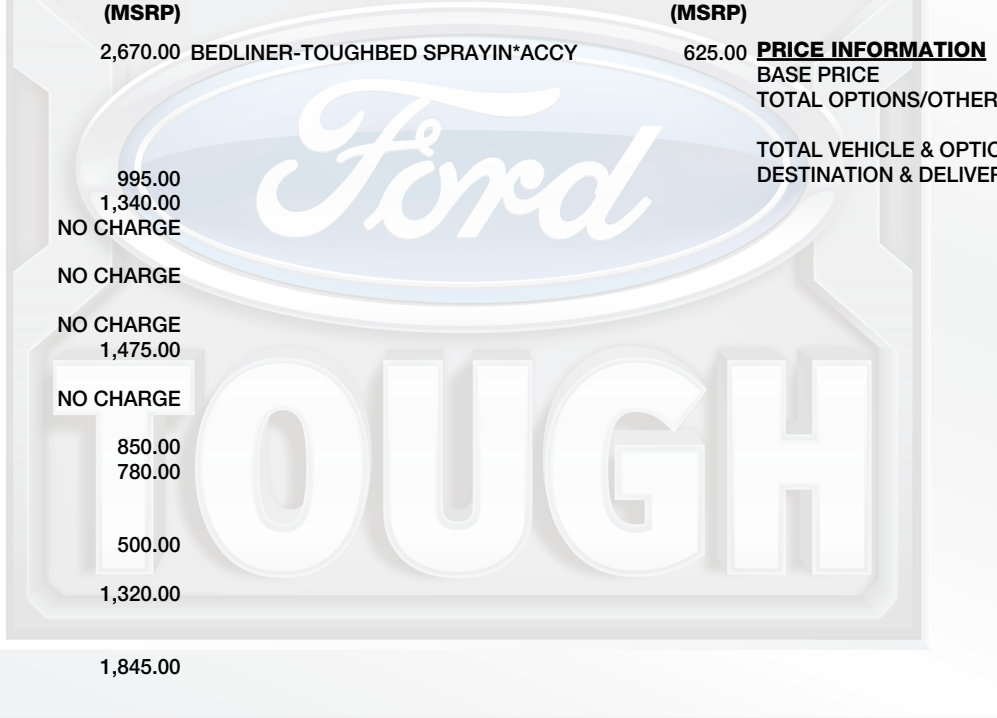 (MSRP) (MSRP)
2,670.00 BEDLINER-TOUGHBED SPRAYIN*ACCY 625.00 PRICE INFORMATION
BASE PRICE
TOTAL OPTIONS/OTHER
TOTAL VEHICLE & OPTIO
995.00 DESTINATION & DELIVER
1,340.00
NO CHARGE
NO CHARGE
NO CHARGE
1,475.00
NO CHARGE
850.00
780.00
500.00
1,320.00
1,845.00
Ford
TOUGH